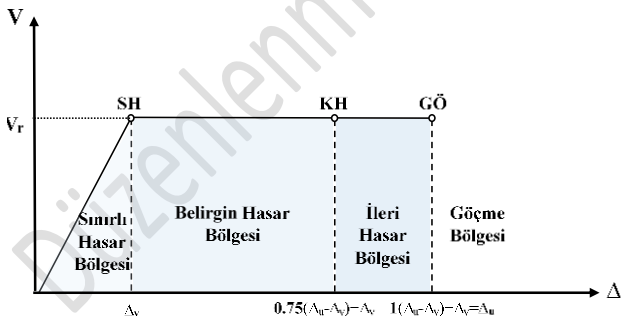 V
SH
KH
GÖ
Vr
Sınırlı
Hasar
Bölgesi
Belirgin Hasar
Bölgesi
İleri
Hasar
Bölgesi
Göçme
Bölgesi
Δ
Δy
0.75(Δu-Δy)-Δy
1(Δu-Δy)-Δy=Δu
Düzenlenm